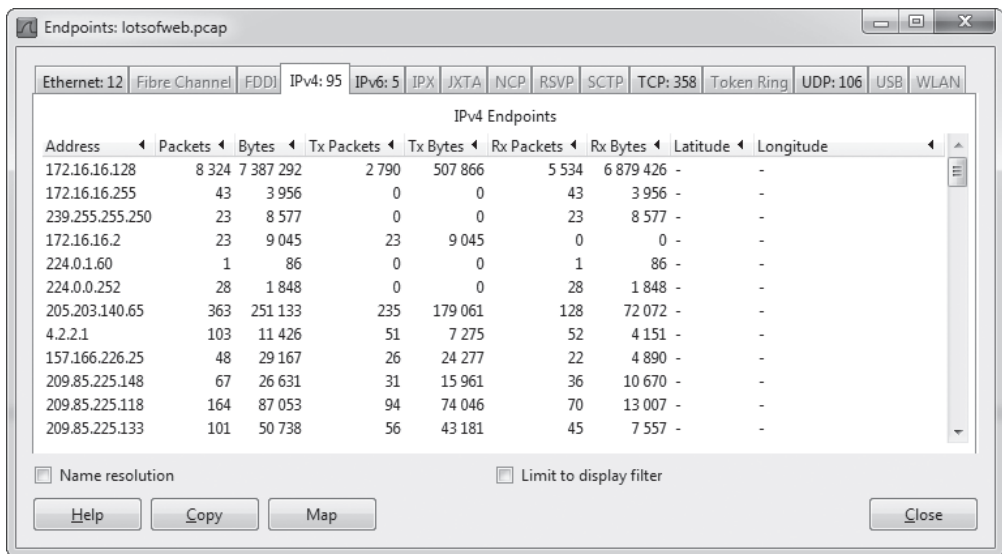 Endpoints: lotsofweb.pcap
Ethernet: 12 Fibre Channel FDDI IPv4: 95 IPv6: 5 IPX JXTA NCP RSVP SCTP TCP: 358 Token Ring UDP: 106 USB WLAN
IPv4 Endpoints
Address Packets Bytes Tx Packets Tx Bytes Rx Packets Rx Bytes Latitude Longitude
172.16.16.128 8 324 7 387 292 2 790 507 866 5 534 6 879 426 - -
172.16.16.255 43 3 956 0 0 43 3 956 - -
239.255.255.250 23 8 577 0 0 23 8 577 - -
172.16.16.2 23 9 045 23 9 045 0 0 - -
224.0.1.60 1 86 0 0 1 86 - -
224.0.0.252 28 1 848 0 0 28 1 848 - -
205.203.140.65 363 251 133 235 179 061 128 72 072 - -
4.2.2.1 103 11 426 51 7 275 52 4 151 - -
157.166.226.25 48 29 167 26 24 277 22 4 890 - -
209.85.225.148 67 26 631 31 15 961 36 10 670 - -
209.85.225.118 164 87 053 94 74 046 70 13 007 - -
209.85.225.133 101 50 738 56 43 181 45 7 557 - -
Name resolution Limit to display filter
Help Copy Map Close